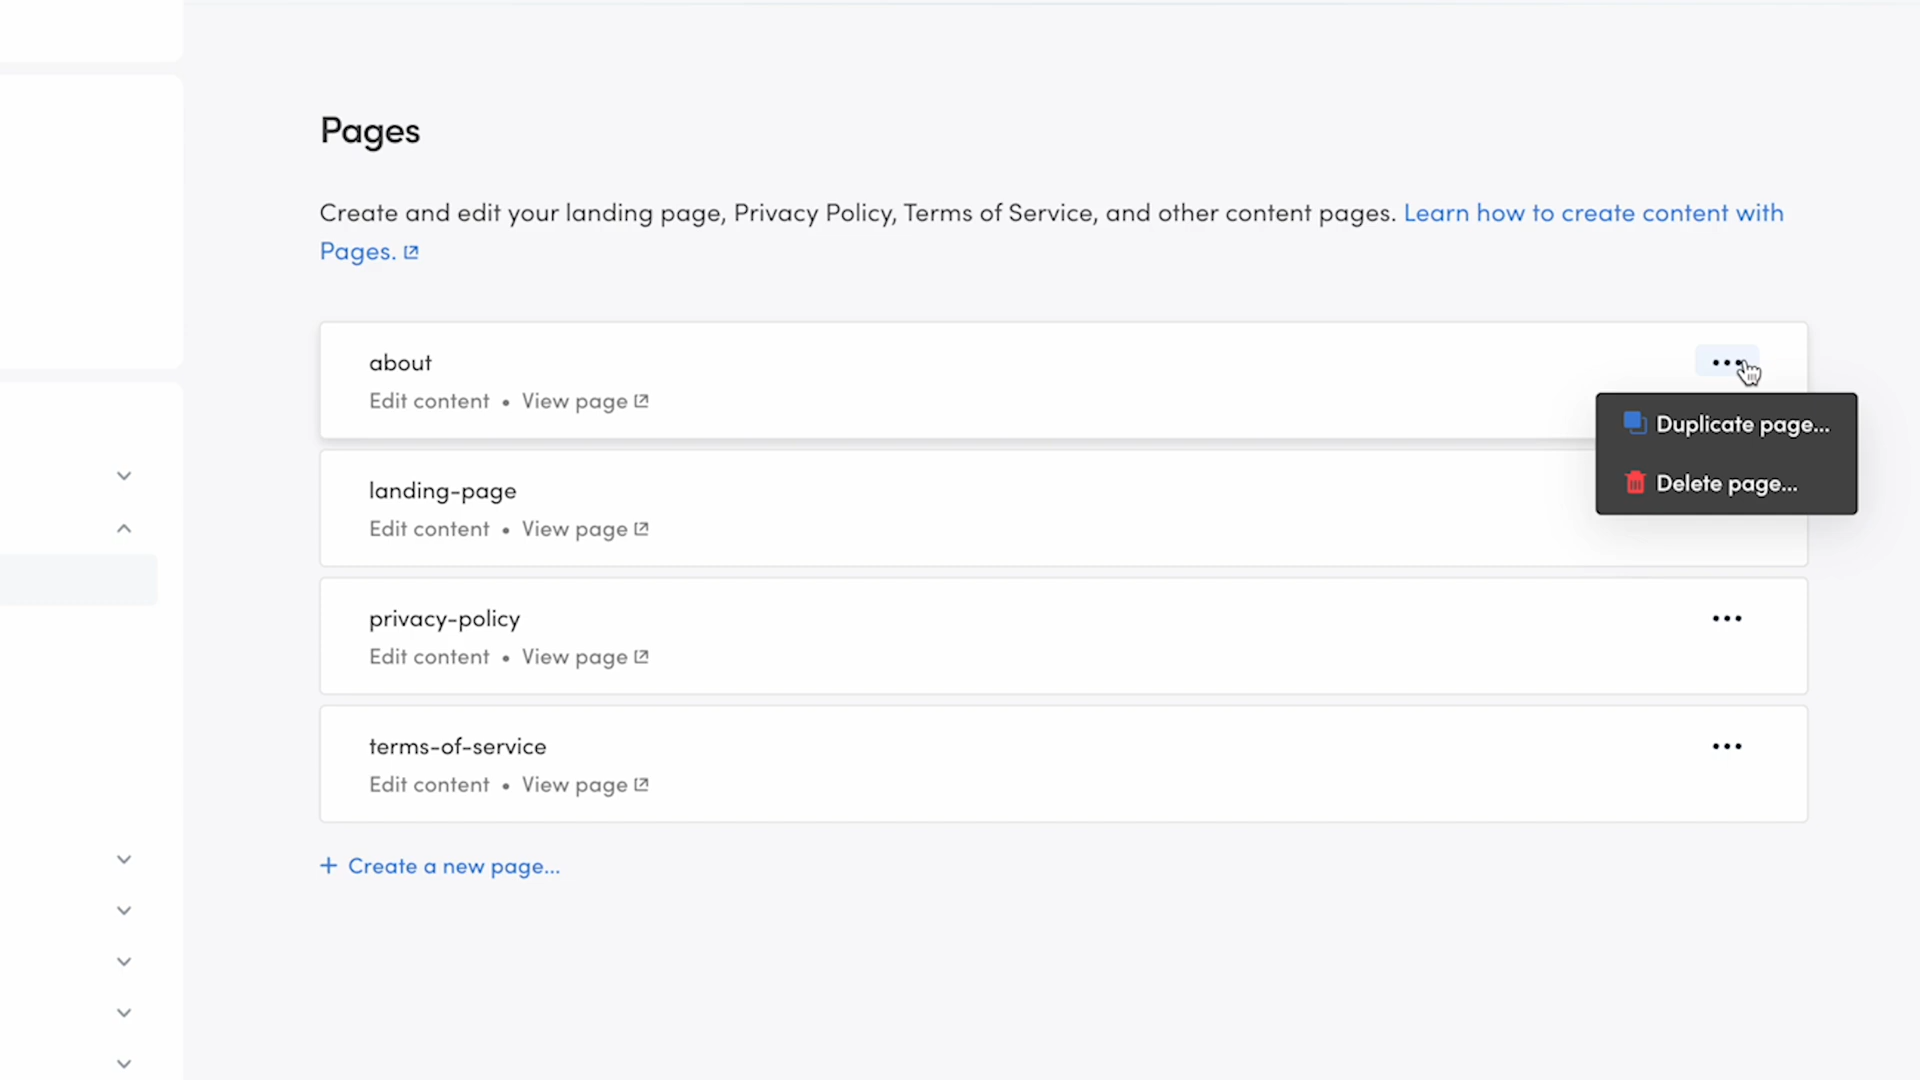 Pages
Create and edit your landing page, Privacy Policy, Terms of Service, and other content pages. Learn how to create content with
Pages.
about
Edit content • View page
Duplicate page...
Delete page...
landing-page
Edit content • View page
privacy-policy
Edit content • View page
terms-of-service
Edit content • View page
+ Create a new page...